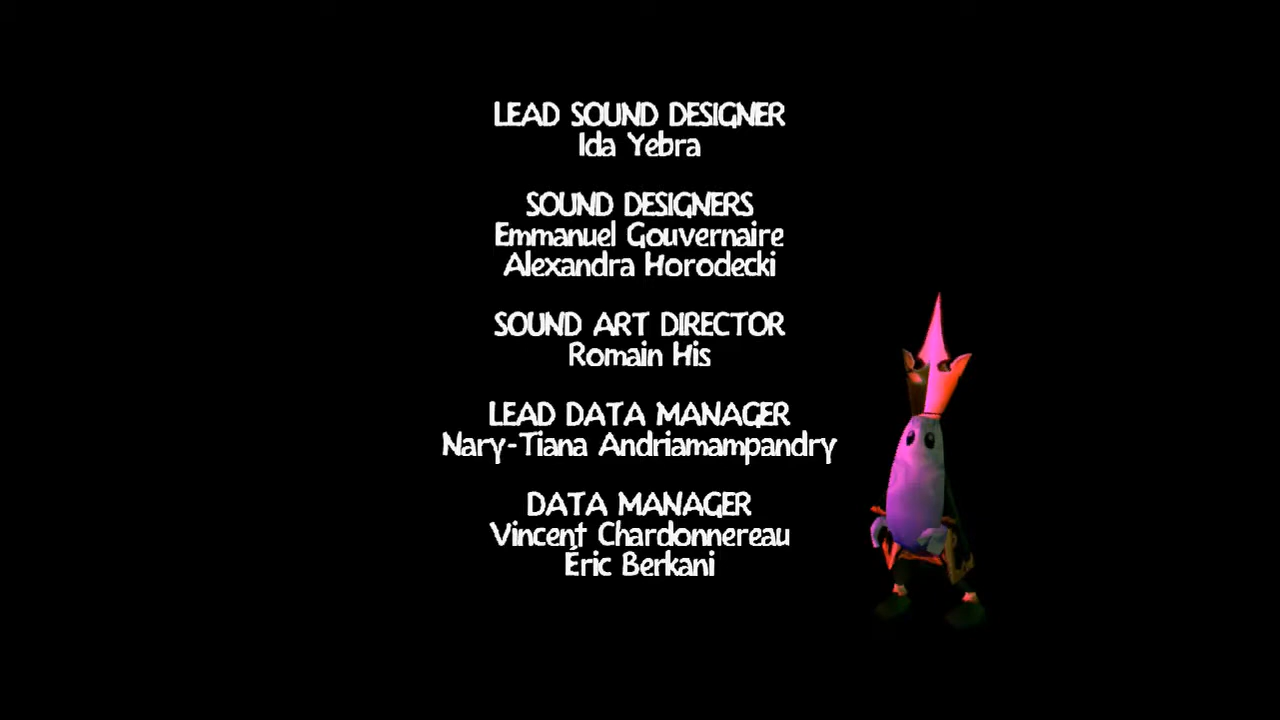 LEAD SOUND DESIGNER
Ida Yebra
SOUND DESIGNERS
Emmanuel Gouvernaire
Alexandra Horodecki
SOUND ART DIRECTOR
Romain His
LEAD DATA MANAGER
Nary-Tiana Andriamampandry
DATA MANAGER
Vincent Chardonnereau
Éric Berkani